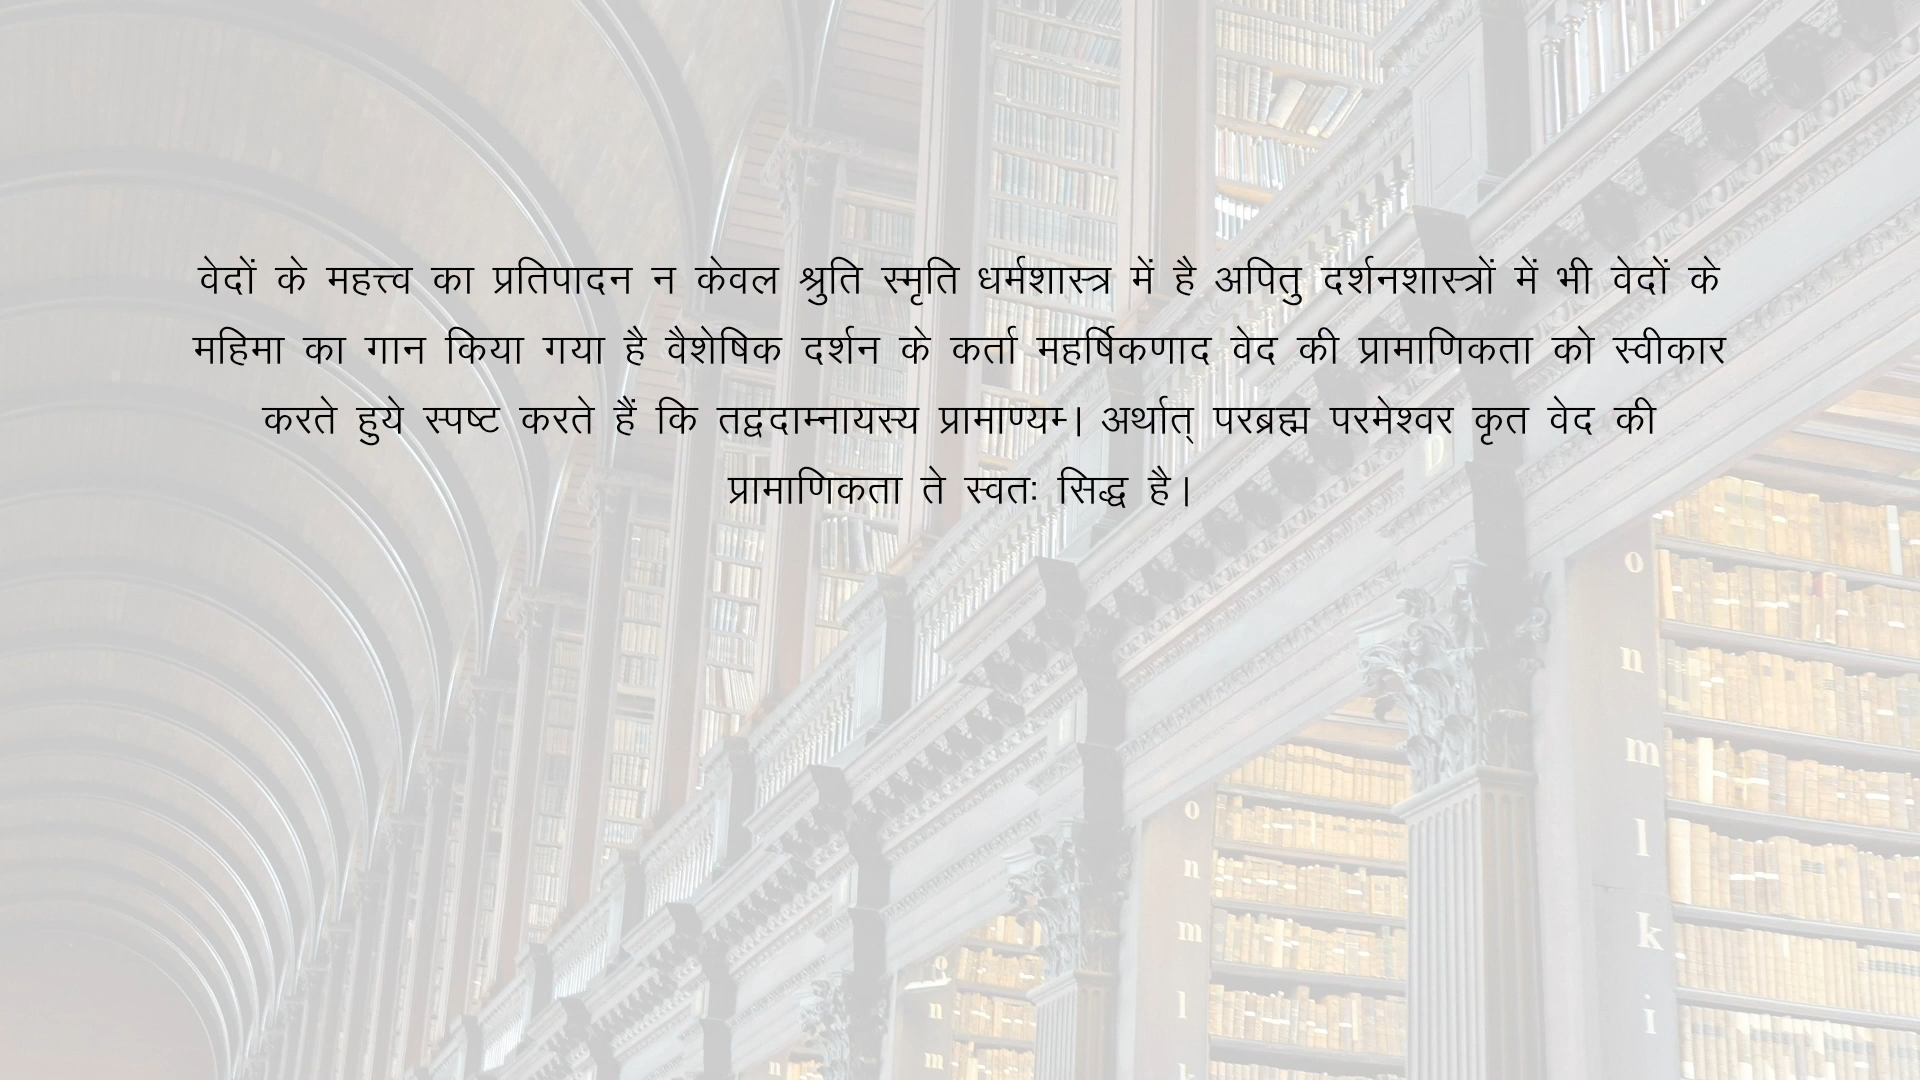 वेदों के महत्त्व का प्रतिपादन न केवल श्रुति स्मृति धर्मशास्त्र में है अपितु दर्शनशास्त्रों में भी वेदों के
महिमा का गान किया गया है वैशेषिक दर्शन के कर्ता महर्षिकणाद वेद की प्रामाणिकता को स्वीकार
करते हुये स्पष्ट करते हैं कि तद्वदाम्नायस्य प्रामाण्यम्। अर्थात् परब्रह्म परमेश्वर कृत वेद की
प्रामाणिकता ते स्वतः सिद्ध है।
D
o
n
m
l
k
i
o
n
m
l
k
o
n
m
n